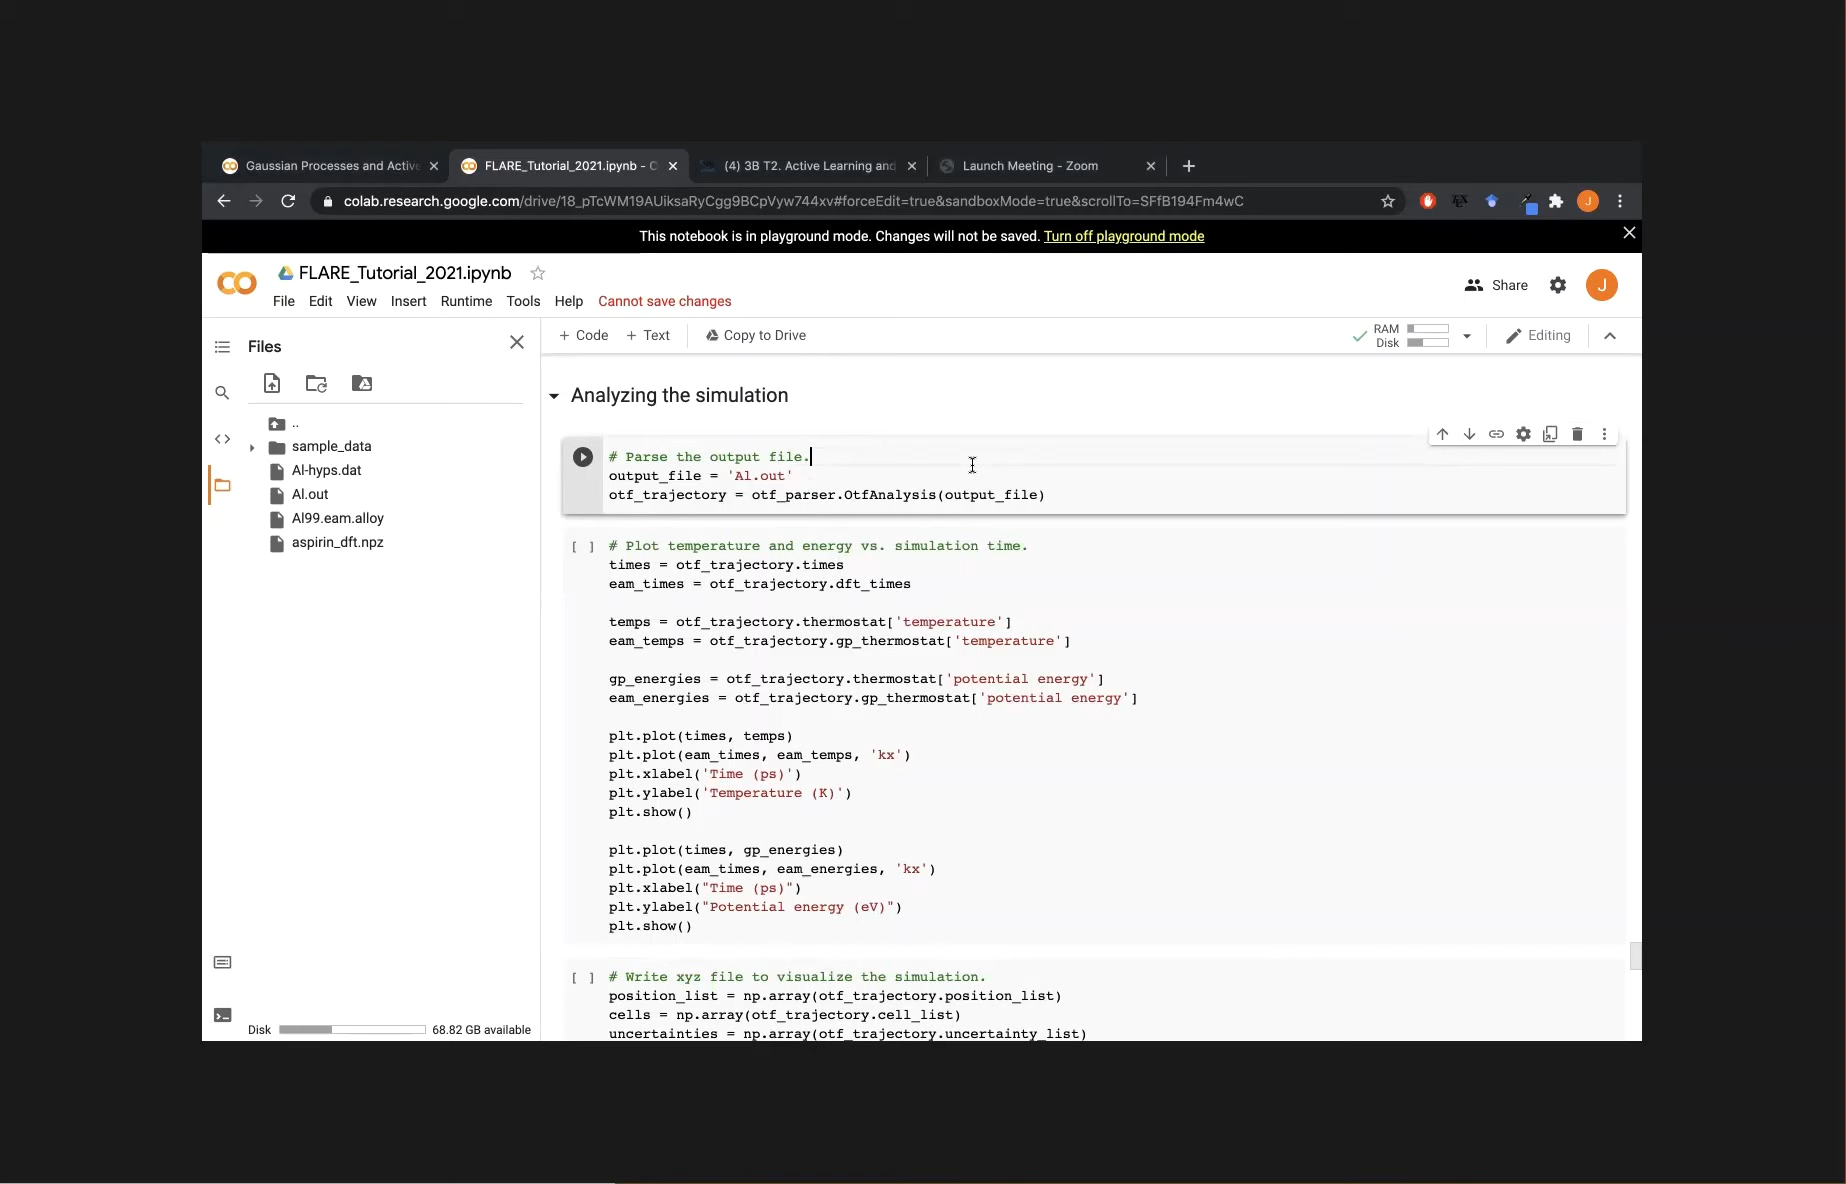 Gaussian Processes and Active
FLARE_Tutorial_2021.ipynb - C
(4) 3B T2. Active Learning and
Launch Meeting - Zoom
colab.research.google.com/drive/18_pTcWM19AUiksaRyCgg9BCpVyw744xv#forceEdit=true&sandboxMode=true&scrollTo=SFfB194Fm4wC
J
This notebook is in playground mode. Changes will not be saved. Turn off playground mode
FLARE_Tutorial_2021.ipynb
File Edit View Insert Runtime Tools Help Cannot save changes
Share
J
Files
+ Code + Text Copy to Drive
RAM
Disk
Editing
..
sample_data
Al-hyps.dat
Al.out
Al99.eam.alloy
aspirin_dft.npz
Disk 68.82 GB available
Analyzing the simulation
# Parse the output file.
output_file = 'Al.out'
otf_trajectory = otf_parser.OtfAnalysis(output_file)
[ ] # Plot temperature and energy vs. simulation time.
times = otf_trajectory.times
eam_times = otf_trajectory.dft_times
temps = otf_trajectory.thermostat['temperature']
eam_temps = otf_trajectory.gp_thermostat['temperature']
gp_energies = otf_trajectory.thermostat['potential energy']
eam_energies = otf_trajectory.gp_thermostat['potential energy']
plt.plot(times, temps)
plt.plot(eam_times, eam_temps, 'kx')
plt.xlabel('Time (ps)')
plt.ylabel('Temperature (K)')
plt.show()
plt.plot(times, gp_energies)
plt.plot(eam_times, eam_energies, 'kx')
plt.xlabel("Time (ps)")
plt.ylabel("Potential energy (eV)")
plt.show()
[ ] # Write xyz file to visualize the simulation.
position_list = np.array(otf_trajectory.position_list)
cells = np.array(otf_trajectory.cell_list)
uncertainties = np.array(otf_trajectory.uncertainty_list)